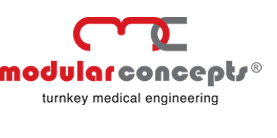 modularconcepts®
turnkey medical engineering